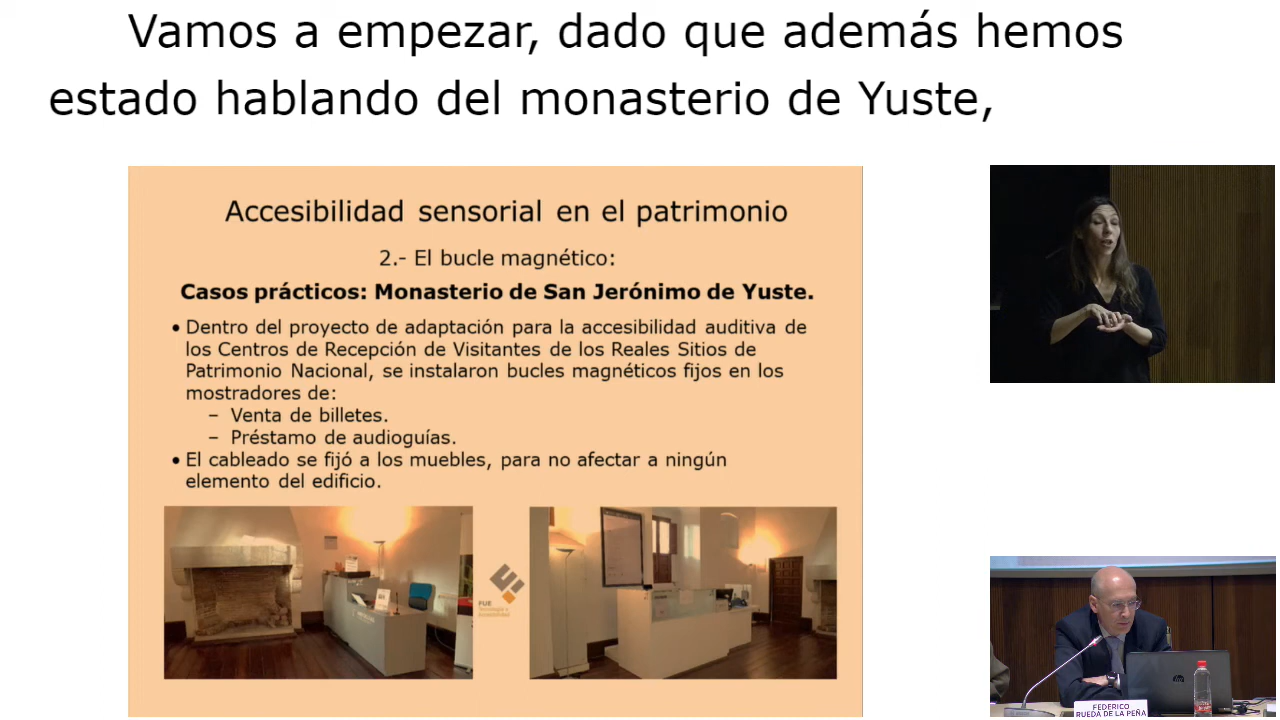 Vamos a empezar, dado que además hemos
estado hablando del monasterio de Yuste,
Accesibilidad sensorial en el patrimonio
2.- El bucle magnético:
Casos prácticos: Monasterio de San Jerónimo de Yuste.
• Dentro del proyecto de adaptación para la accesibilidad auditiva de
los Centros de Recepción de Visitantes de los Reales Sitios de
Patrimonio Nacional, se instalaron bucles magnéticos fijos en los
mostradores de:
– Venta de billetes.
– Préstamo de audioguías.
• El cableado se fijó a los muebles, para no afectar a ningún
elemento del edificio.
FUE
Tecnología y
Accesibilidad
FEDERICO
RUEDA DE LA PEÑA